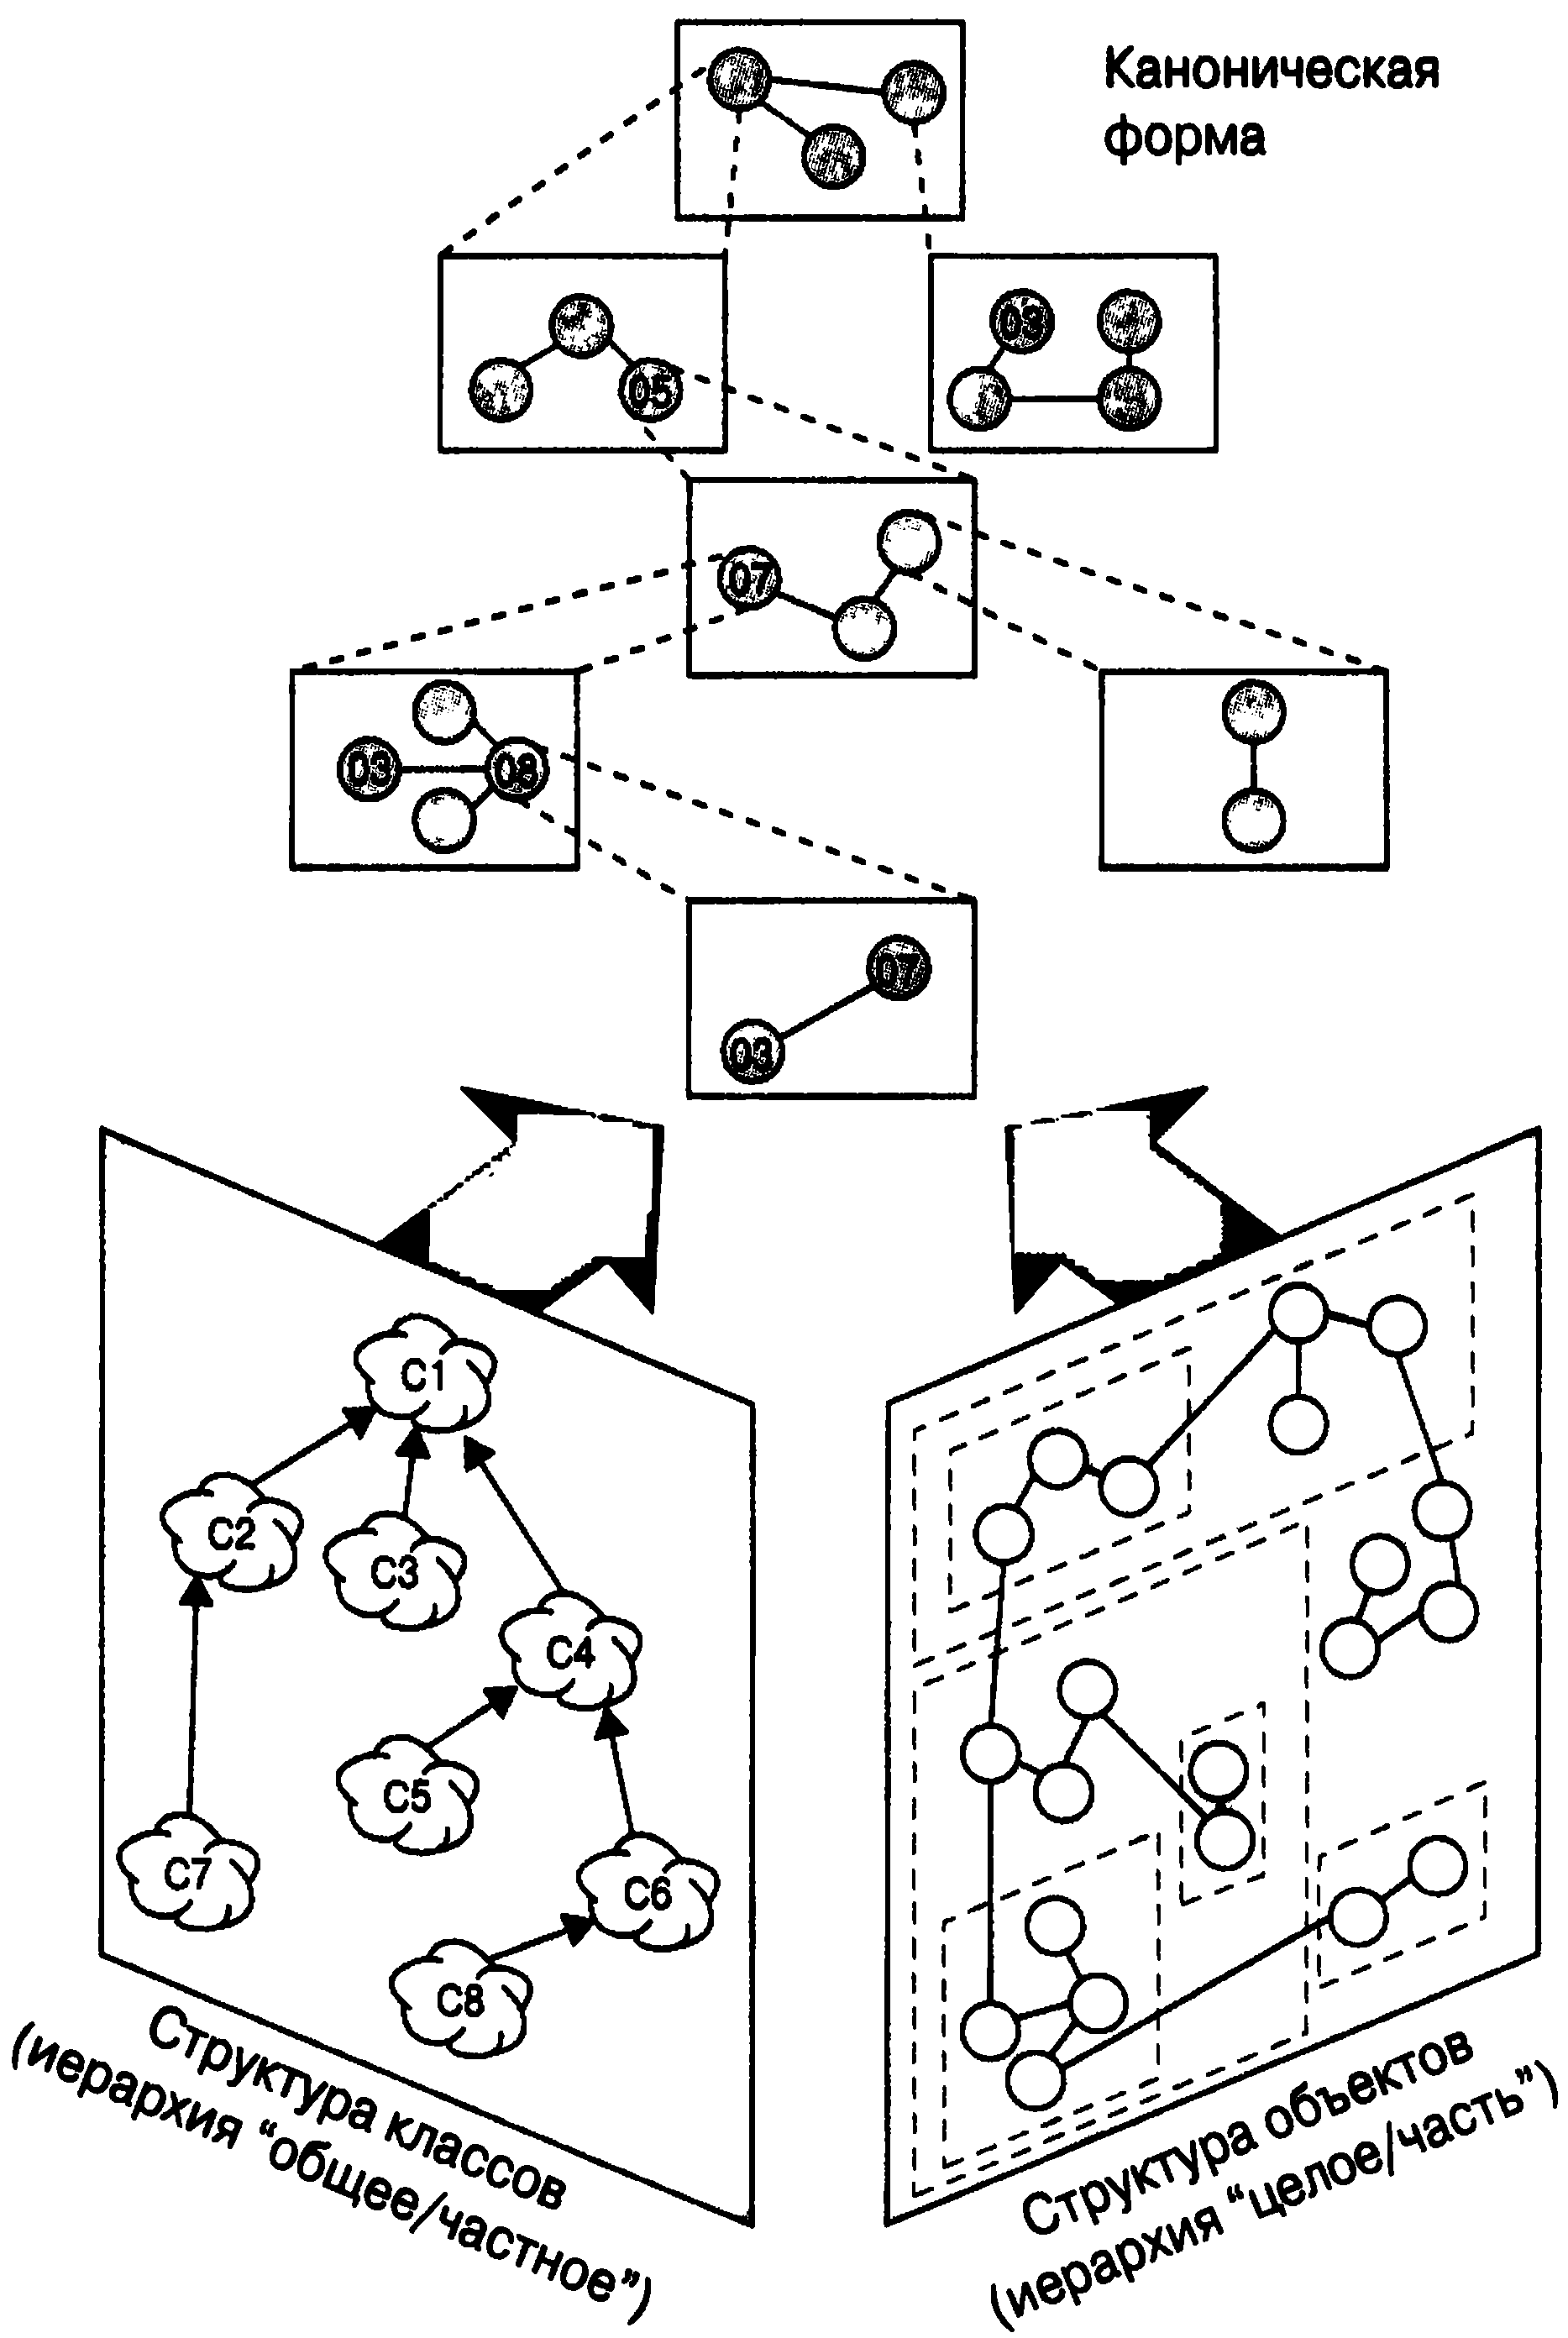 Каноническая
форма
03
05
07
03
08
07
03
C1
C2
C3
C4
C5
C7
C6
C8
Структура классов
(иерархия “общее/частное”)
Структура объектов
(иерархия “целое/часть”)